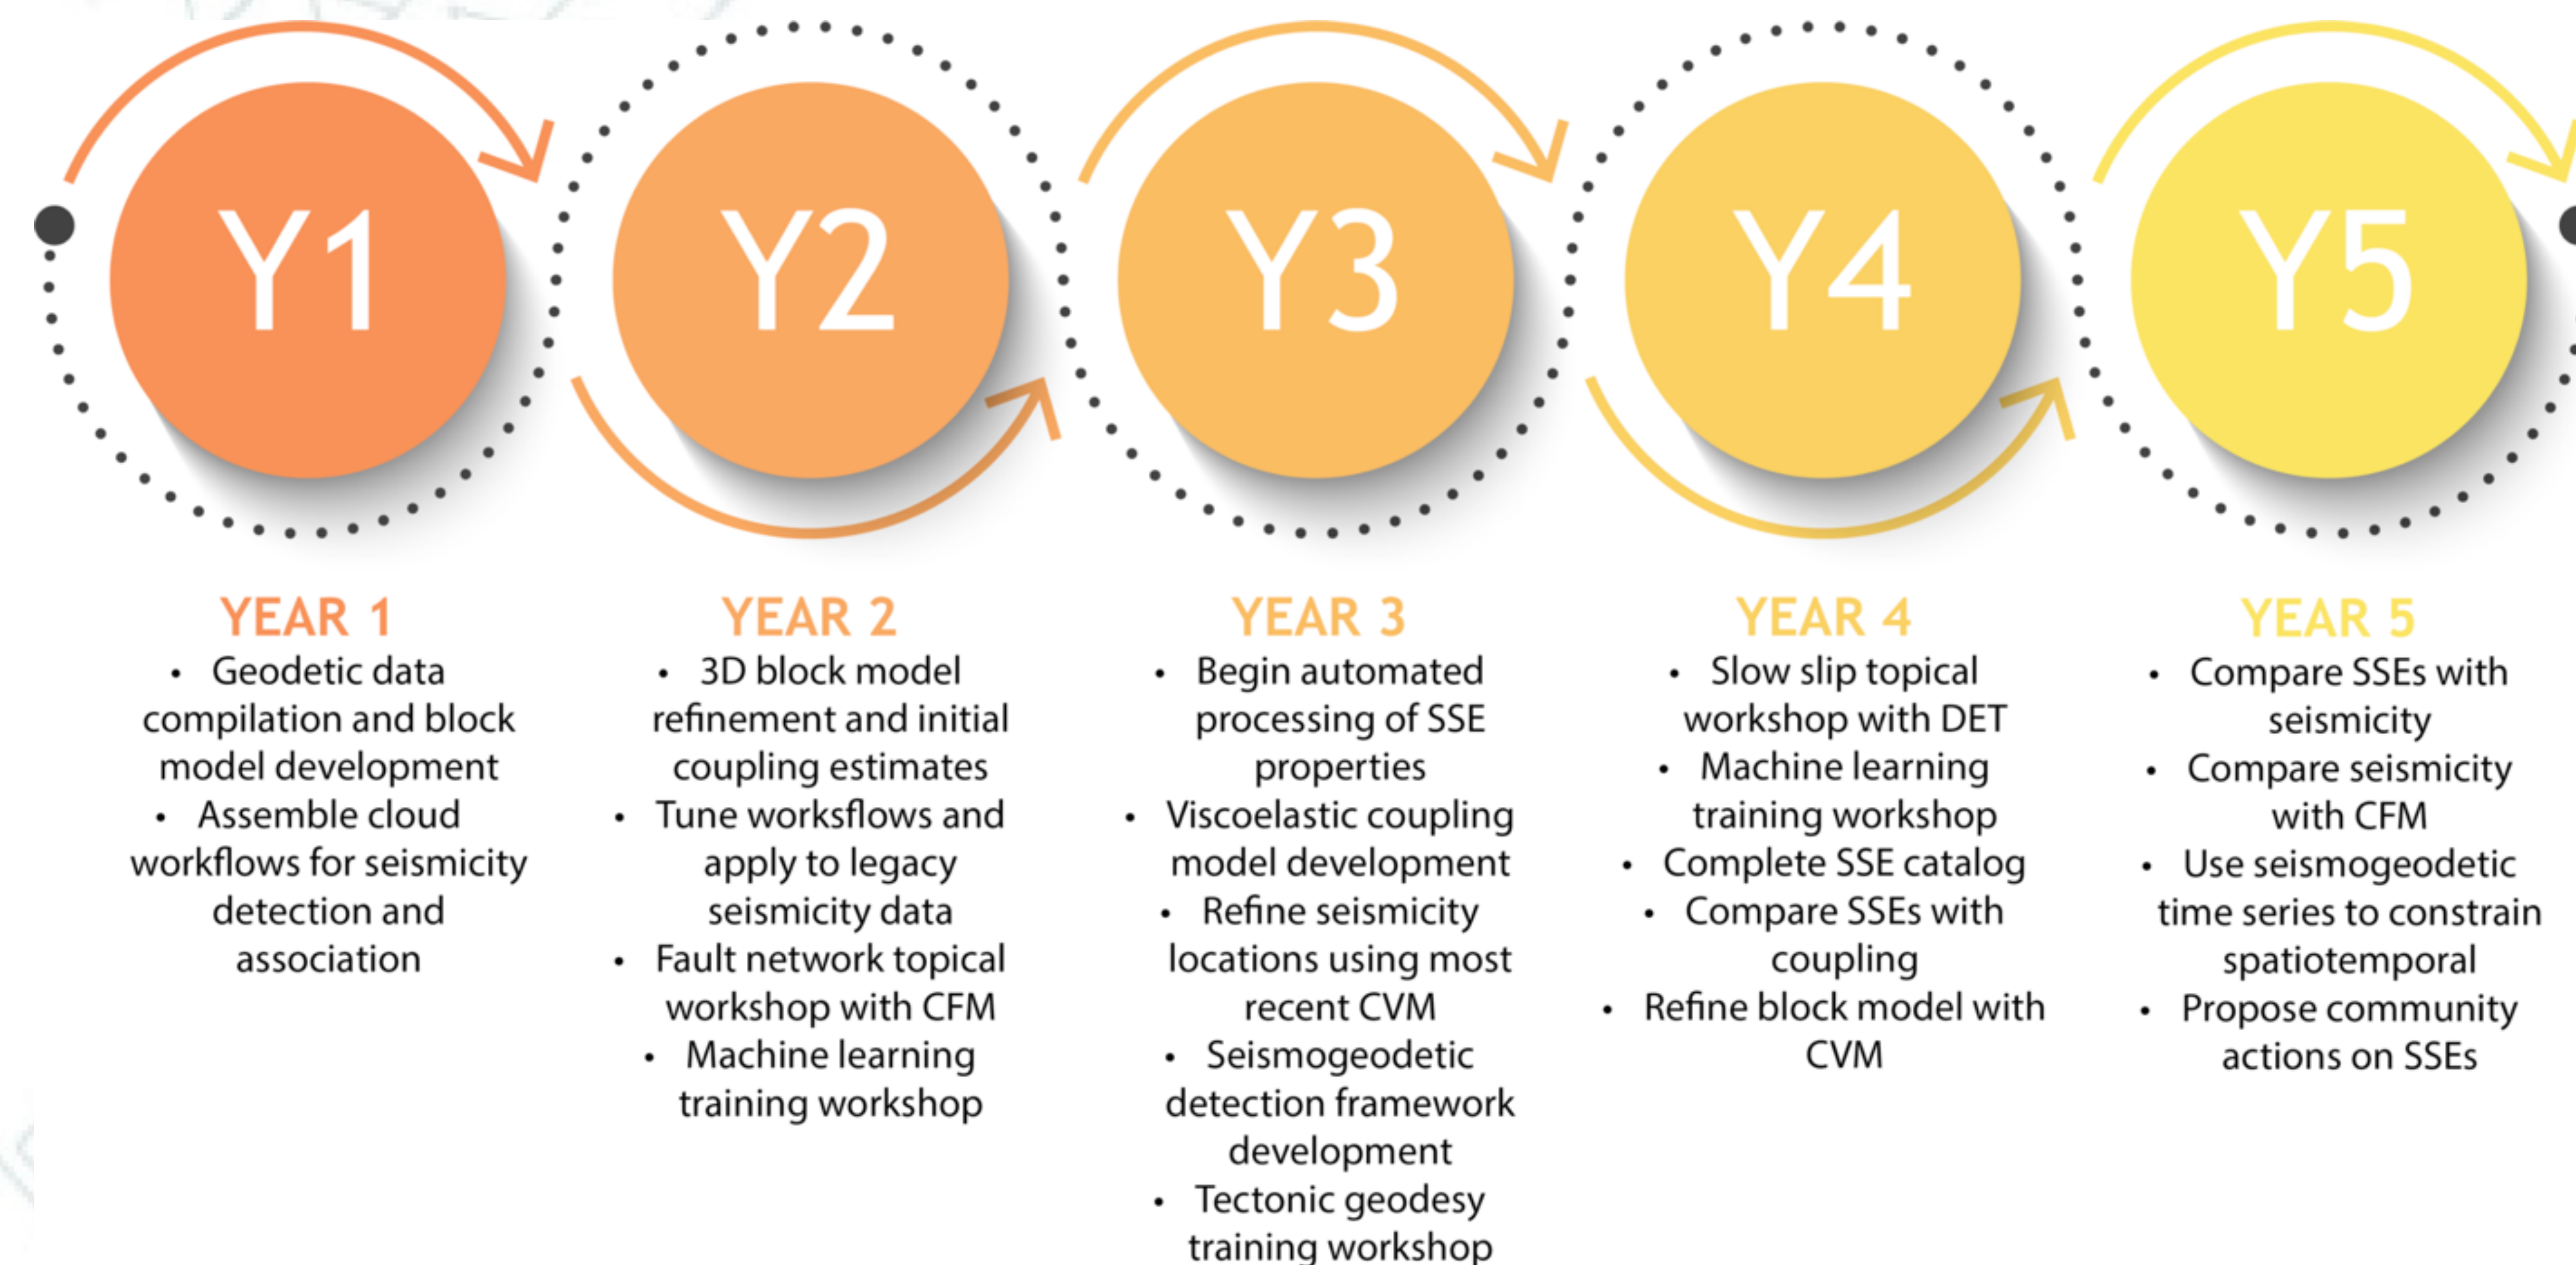 Y1
Y2
Y3
Y4
Y5
YEAR 1
• Geodetic data
compilation and block
model development
• Assemble cloud
workflows for seismicity
detection and
association
YEAR 2
• 3D block model
refinement and initial
coupling estimates
• Tune worksflows and
apply to legacy
seismicity data
• Fault network topical
workshop with CFM
• Machine learning
training workshop
YEAR 3
• Begin automated
processing of SSE
properties
• Viscoelastic coupling
model development
• Refine seismicity
locations using most
recent CVM
• Seismogeodetic
detection framework
development
• Tectonic geodesy
training workshop
YEAR 4
• Slow slip topical
workshop with DET
• Machine learning
training workshop
• Complete SSE catalog
• Compare SSEs with
coupling
• Refine block model with
CVM
YEAR 5
• Compare SSEs with
seismicity
• Compare seismicity
with CFM
• Use seismogeodetic
time series to constrain
spatiotemporal
• Propose community
actions on SSEs